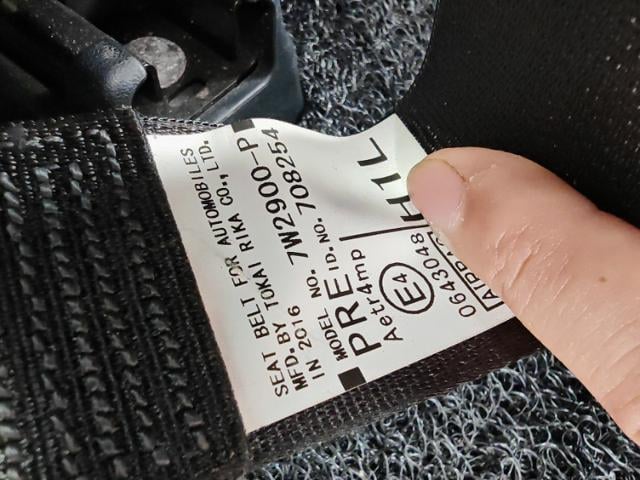 SEAT BELT FOR AUTOMOBILES
MFD. BY TOKAI RIKA CO., LTD.
IN 2016
MODEL NO. 7W2900-P
PRE ID.NO. 708254
Aetr4mp
H1L
E4
0643048